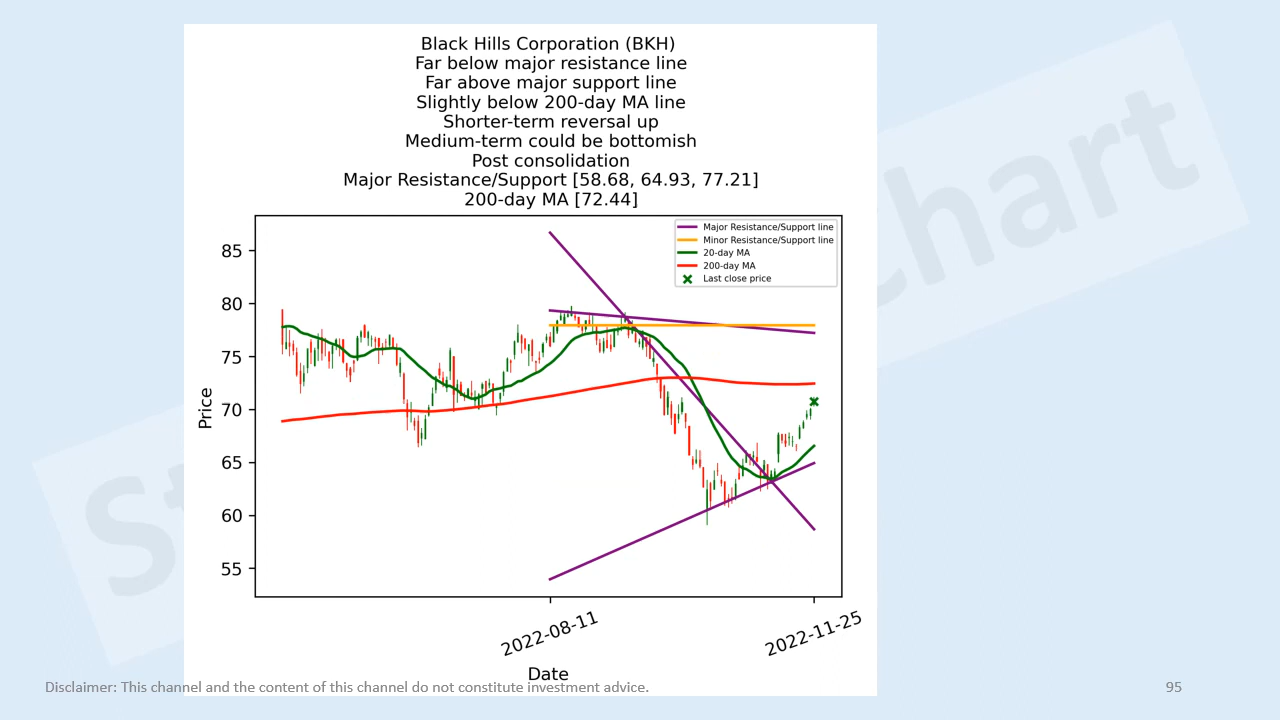 Black Hills Corporation (BKH)
Far below major resistance line
Far above major support line
Slightly below 200-day MA line
Shorter-term reversal up
Medium-term could be bottomish
Post consolidation
Major Resistance/Support [58.68, 64.93, 77.21]
200-day MA [72.44]
Major Resistance/Support line
Minor Resistance/Support line
20-day MA
200-day MA
Last close price
85
80
75
70
65
60
55
Price
2022-08-11
2022-11-25
Date
Disclaimer: This channel and the content of this channel do not constitute investment advice.
95